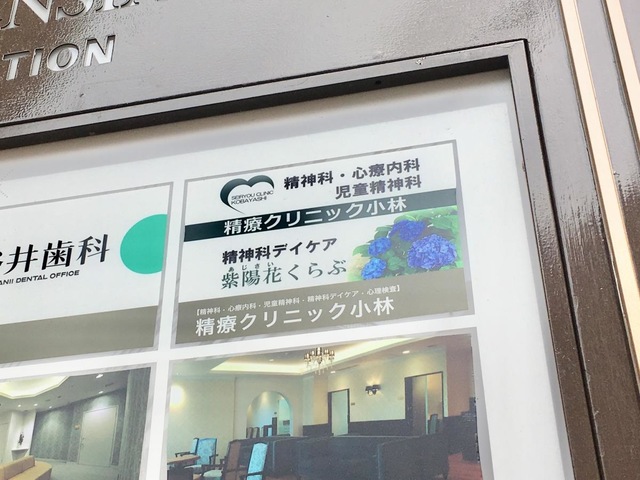 TION
井歯科
ANII DENTAL OFFICE
SEIRYOU CLINIC
KOBAYASHI
精神科・心療内科
児童精神科
精療クリニック小林
精神科デイケア
あじさい
紫陽花くらぶ
【精神科・心療内科・児童精神科・精神科デイケア・心理検査】
精療クリニック小林